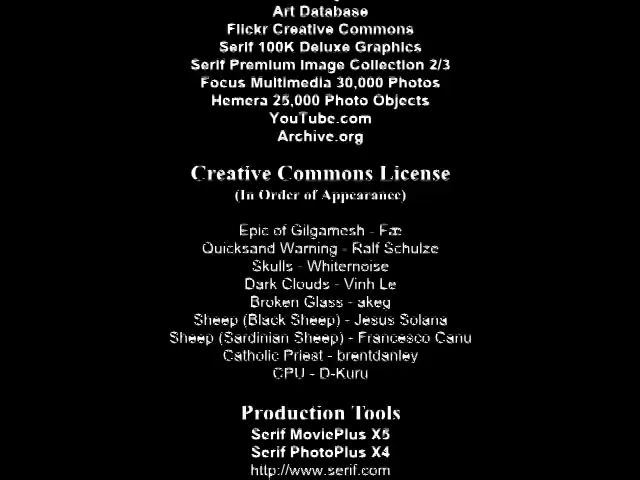 Art Database
Flickr Creative Commons
Serif 100K Deluxe Graphics
Serif Premium Image Collection 2/3
Focus Multimedia 30,000 Photos
Hemera 25,000 Photo Objects
YouTube.com
Archive.org
Creative Commons License
(In Order of Appearance)
Epic of Gilgamesh - Fæ
Quicksand Warning - Ralf Schulze
Skulls - Whiternoise
Dark Clouds - Vinh Le
Broken Glass - akeg
Sheep (Black Sheep) - Jesus Solana
Sheep (Sardinian Sheep) - Francesco Canu
Catholic Priest - brentdanley
CPU - D-Kuru
Production Tools
Serif MoviePlus X5
Serif PhotoPlus X4
http://www.serif.com